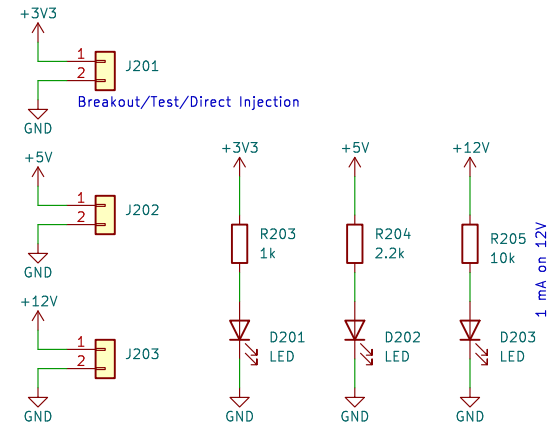 +3V3
1
2
J201
Breakout/Test/Direct Injection
GND
+5V
1
2
J202
GND
+12V
1
2
J203
GND
+3V3
R203
1k
D201
LED
GND
+5V
R204
2.2k
D202
LED
GND
+12V
R205
10k
D203
LED
GND
1 mA on 12V